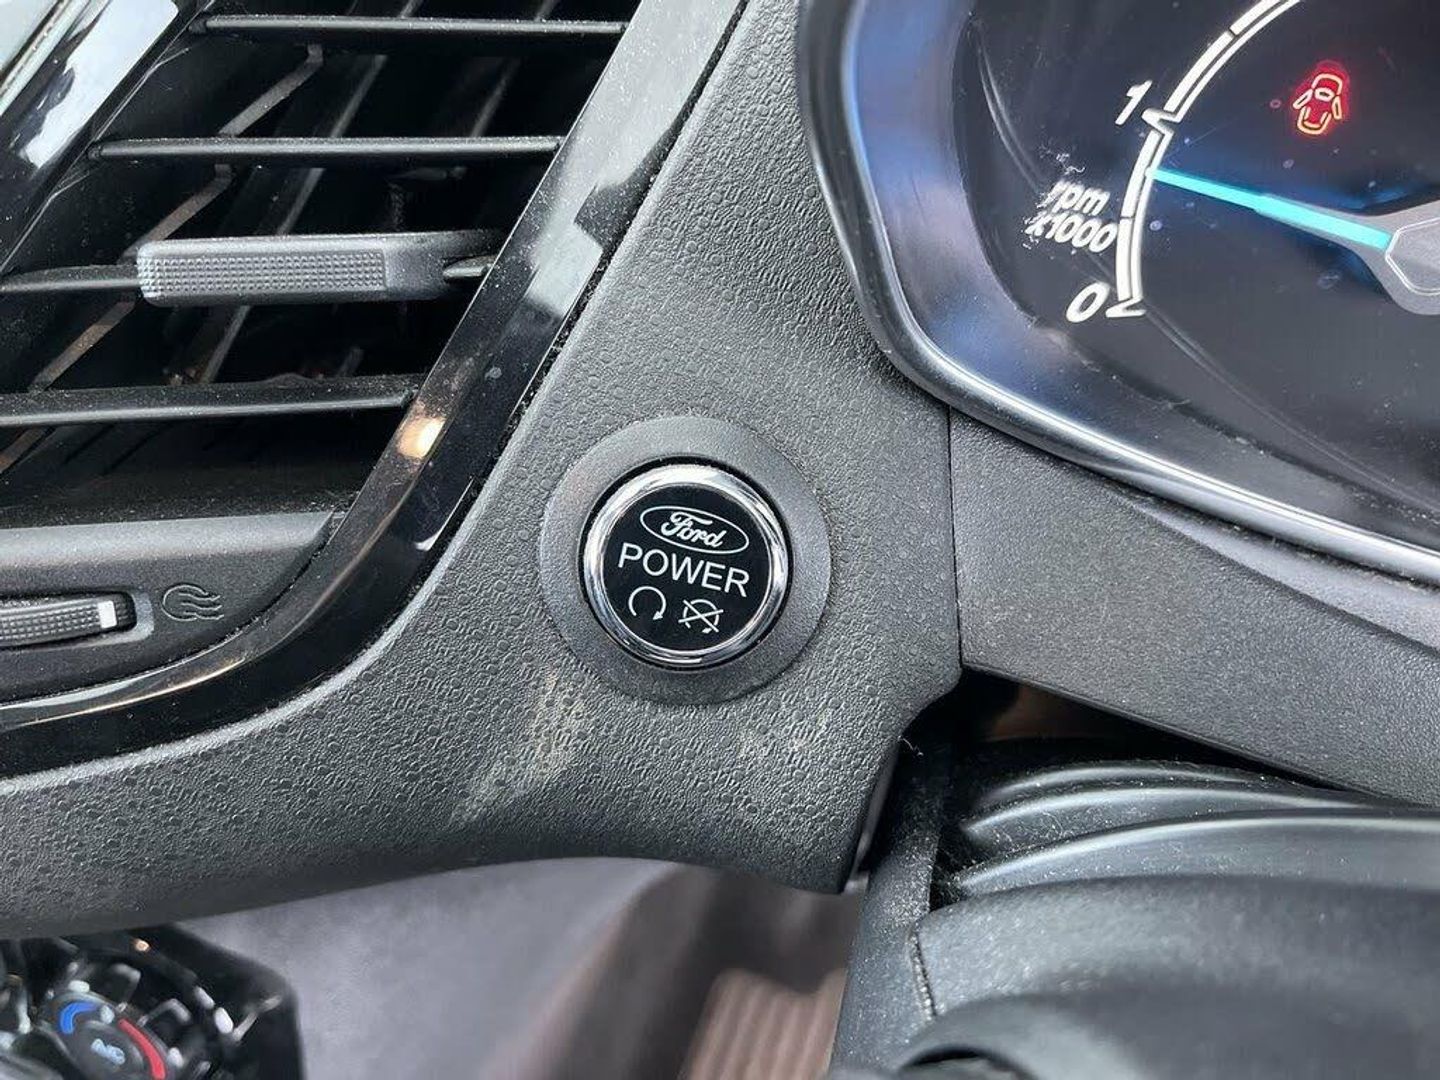 1
rpm
x1000
0
Ford
POWER
A/C